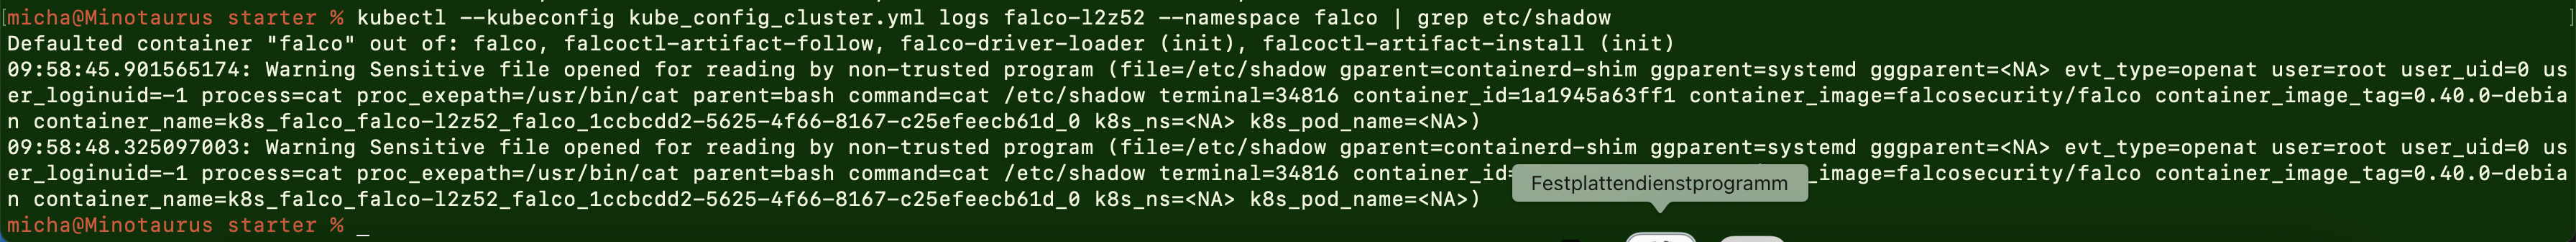 micha@Minotaurus starter % kubectl --kubeconfig kube_config_cluster.yml logs falco-l2z52 --namespace falco | grep etc/shadow
Defaulted container "falco" out of: falco, falcoctl-artifact-follow, falco-driver-loader (init), falcoctl-artifact-install (init)
09:58:45.901565174: Warning Sensitive file opened for reading by non-trusted program (file=/etc/shadow gparent=containerd-shim ggparent=systemd gggparent=<NA> evt_type=openat user=root user_uid=0 us
er_loginuid=-1 process=cat proc_exepath=/usr/bin/cat parent=bash command=cat /etc/shadow terminal=34816 container_id=1a1945a63ff1 container_image=falcosecurity/falco container_image_tag=0.40.0-debia
n container_name=k8s_falco_falco-l2z52_falco_1ccbcdd2-5625-4f66-8167-c25efeecb61d_0 k8s_ns=<NA> k8s_pod_name=<NA>)
09:58:48.325097003: Warning Sensitive file opened for reading by non-trusted program (file=/etc/shadow gparent=containerd-shim ggparent=systemd gggparent=<NA> evt_type=openat user=root user_uid=0 us
er_loginuid=-1 process=cat proc_exepath=/usr/bin/cat parent=bash command=cat /etc/shadow terminal=34816 container_id= _image=falcosecurity/falco container_image_tag=0.40.0-debia
Festplattendienstprogramm
n container_name=k8s_falco_falco-l2z52_falco_1ccbcdd2-5625-4f66-8167-c25efeecb61d_0 k8s_ns=<NA> k8s_pod_name=<NA>)
micha@Minotaurus starter % _